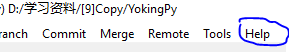 ) D:/学习资料/[9]Copy/YokingPy
Commit Merge Remote Tools Help